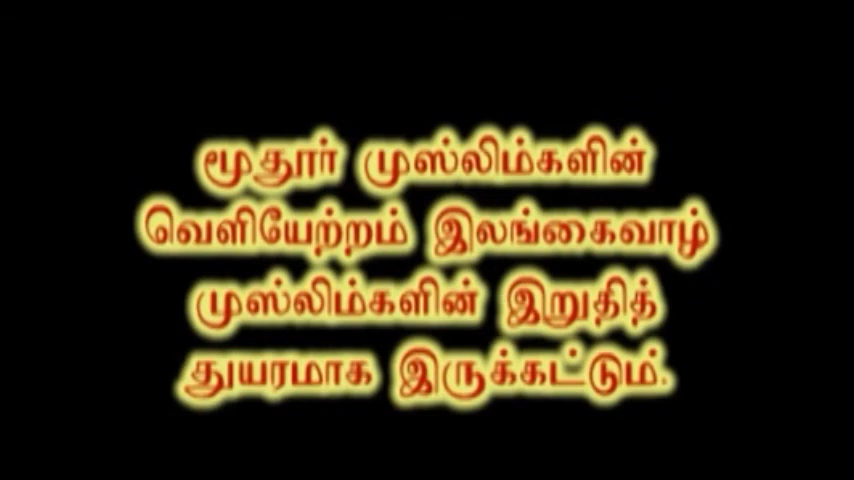 மூதூர் முஸ்லிம்களின்
வெளியேற்றம் இலங்கைவாழ்
முஸ்லிம்களின் இறுதித்
துயரமாக இருக்கட்டும்.